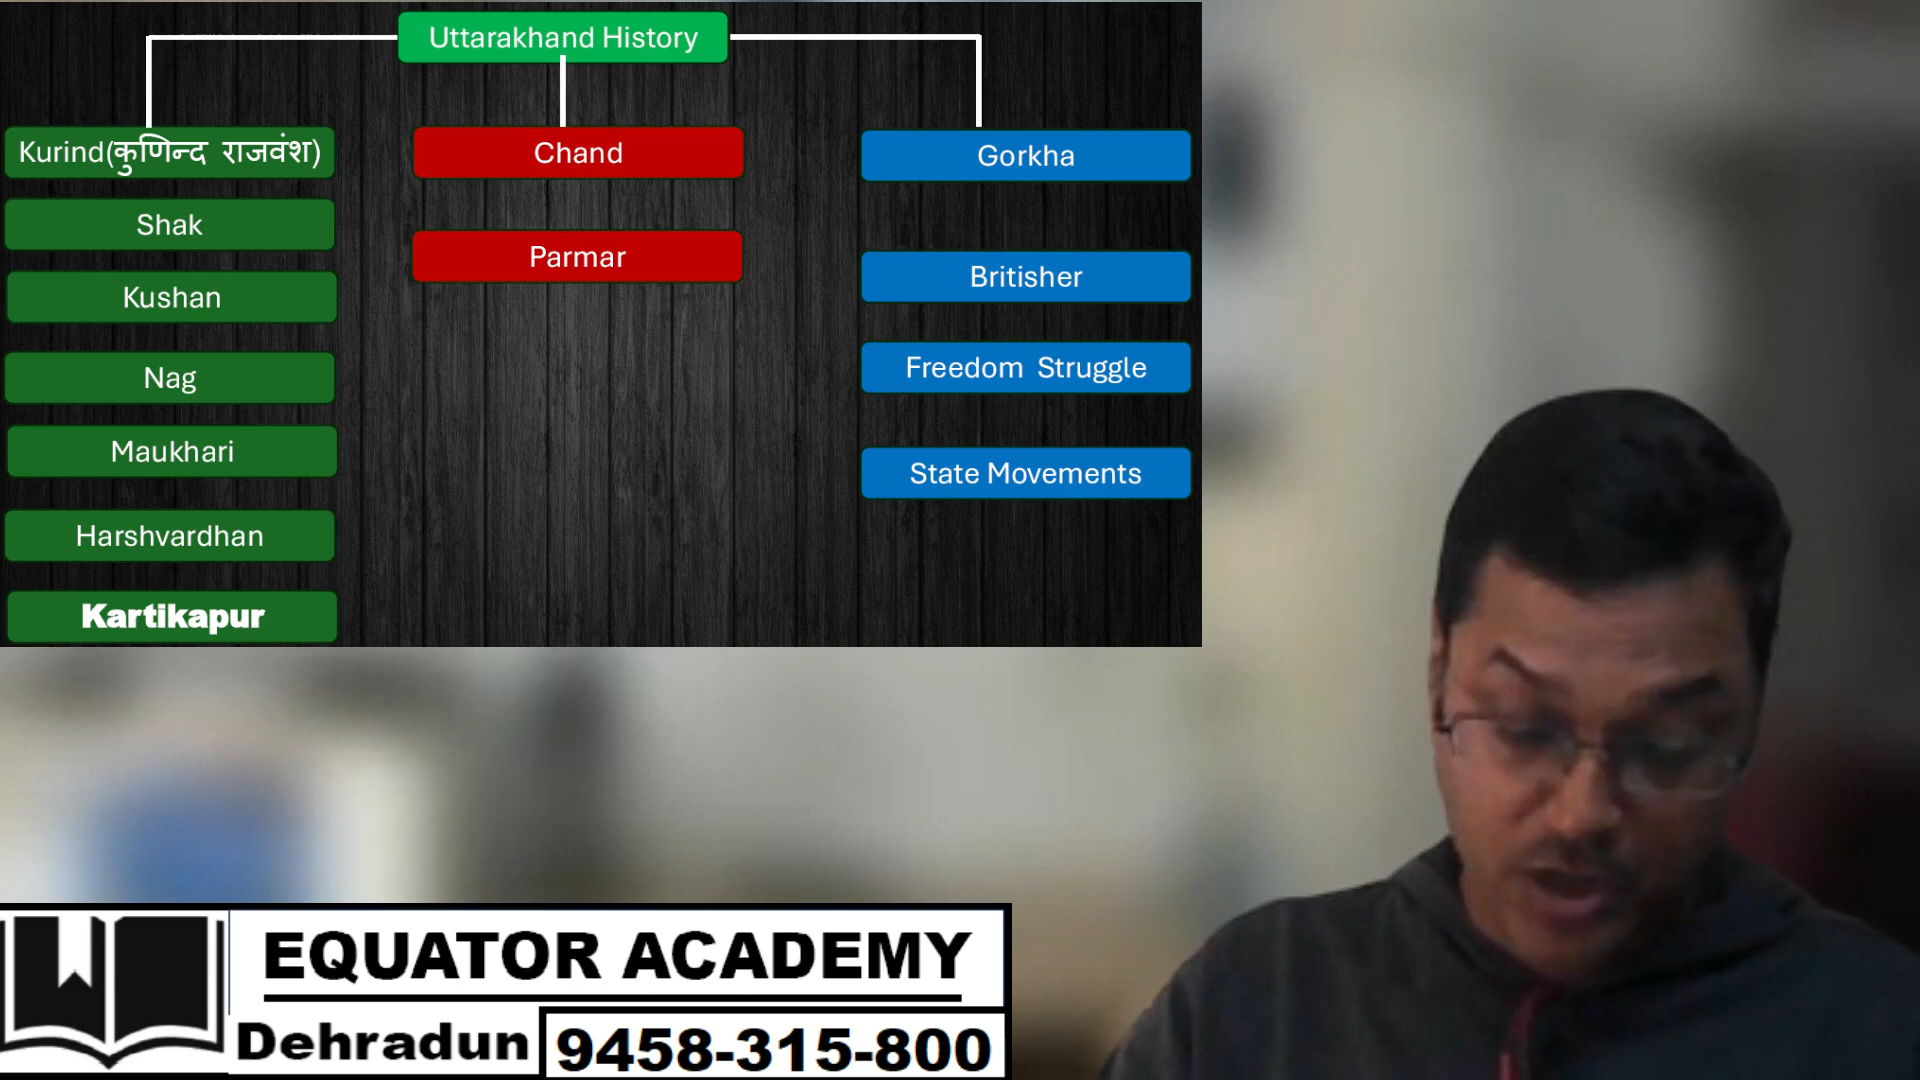 Uttarakhand History
Kurind(कुणिन्द राजवंश)
Shak
Kushan
Nag
Maukhari
Harshvardhan
Kartikapur
Chand
Parmar
Gorkha
Britisher
Freedom Struggle
State Movements
EQUATOR ACADEMY
Dehradun
9458-315-800